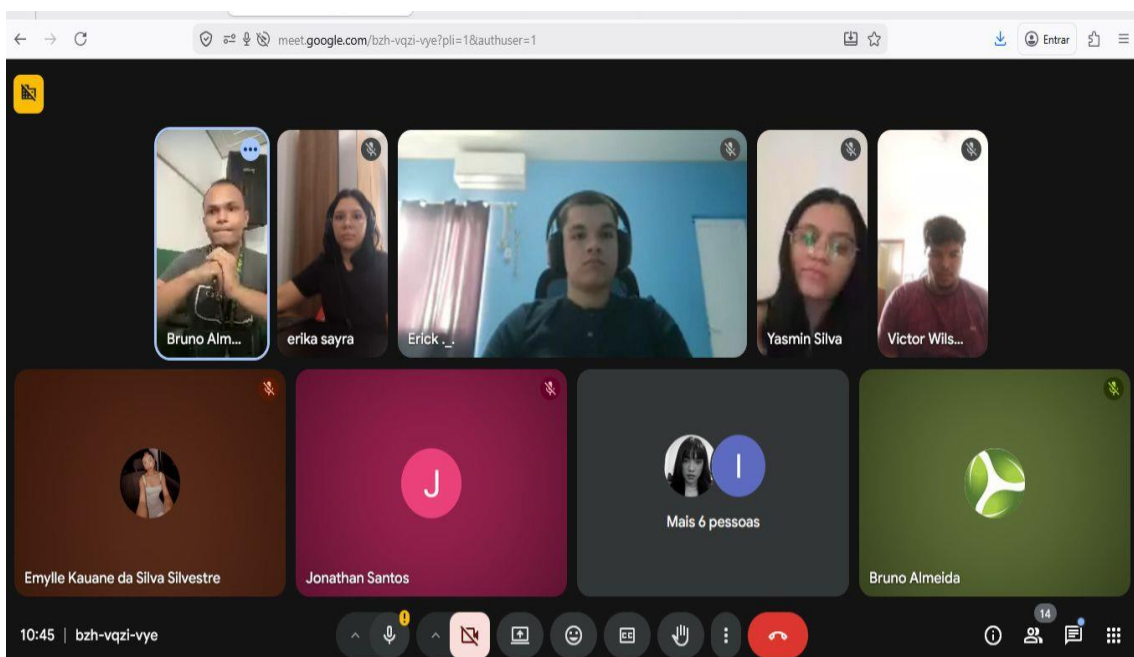 meet.google.com/bzh-vqzi-vye?pli=1&authuser=1
Entrar
Bruno Alm...
erika sayra
Erick ._.
Yasmin Silva
Victor Wils...
J
I
Mais 6 pessoas
Emylle Kauane da Silva Silvestre
Jonathan Santos
Bruno Almeida
10:45 | bzh-vqzi-vye
!
CC
14